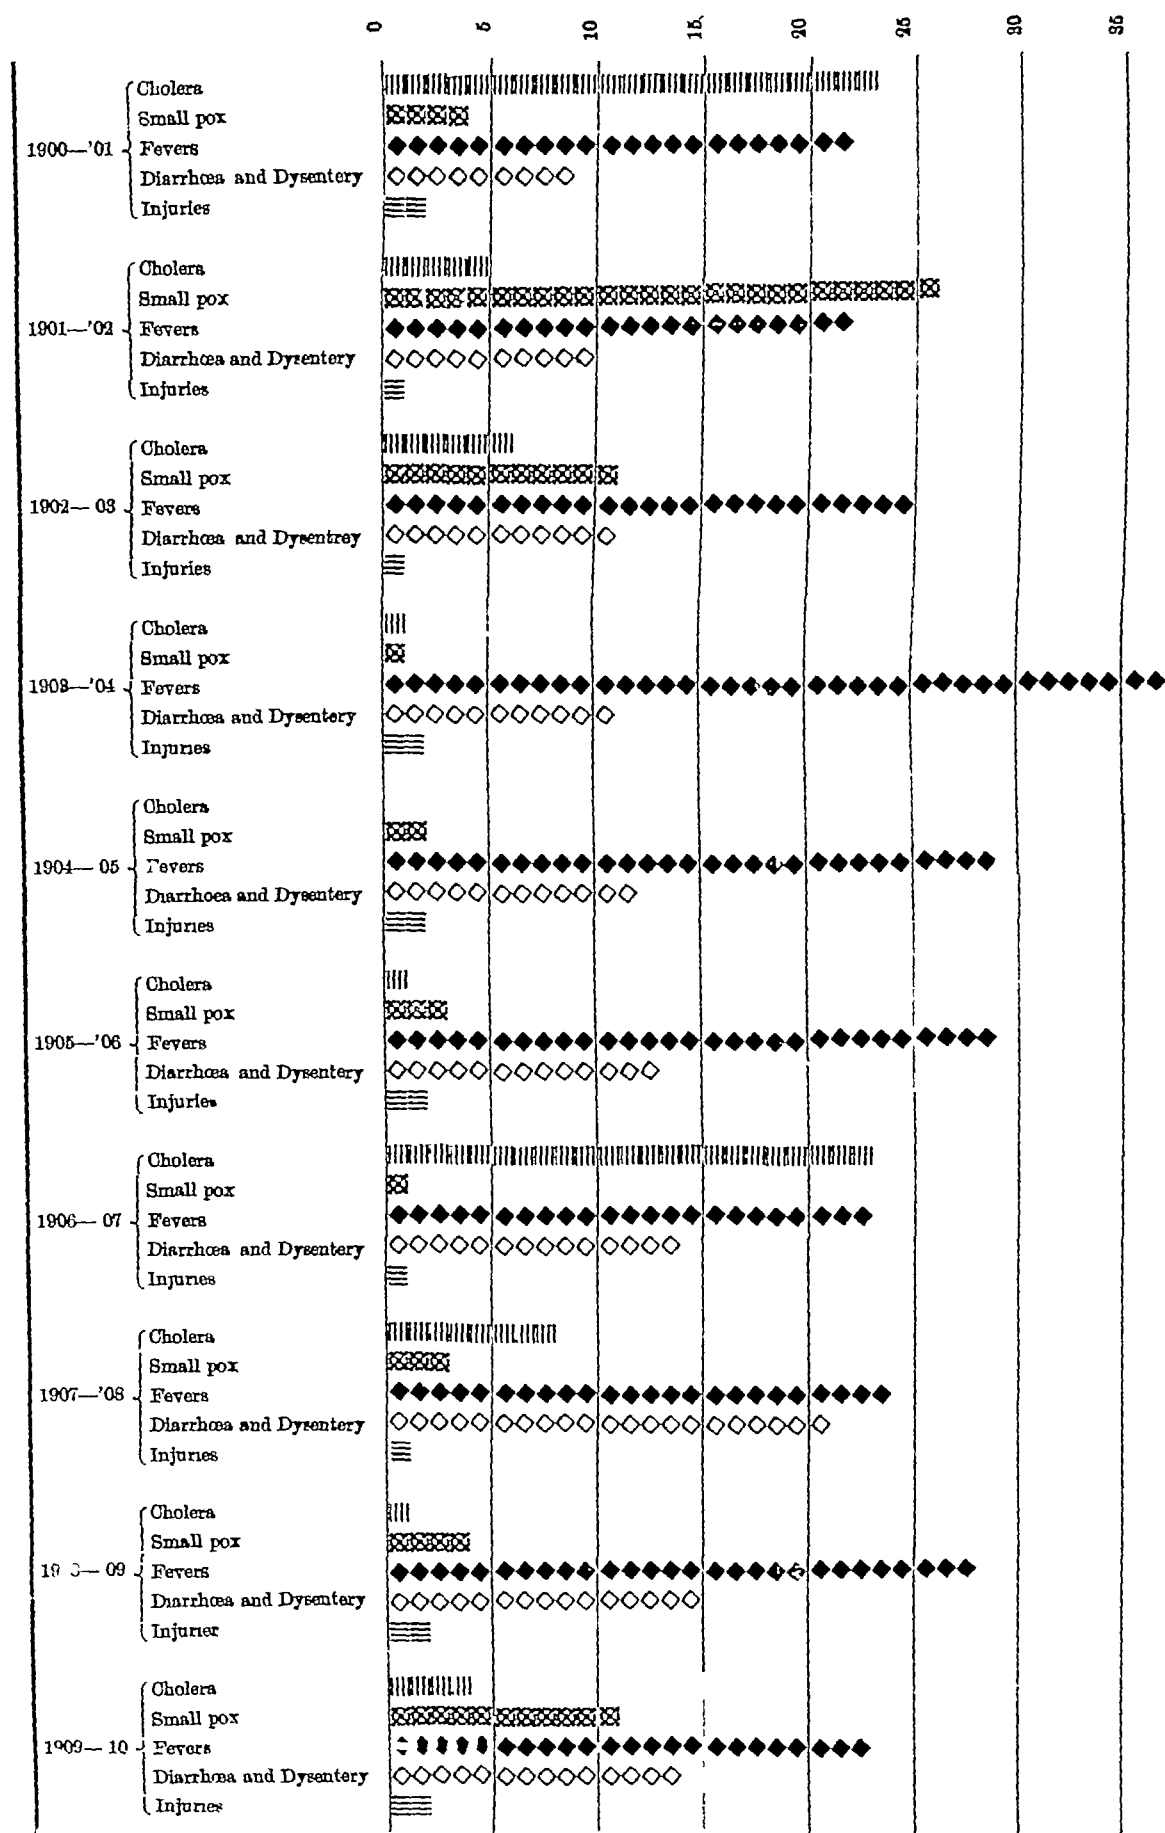 0 5 10 15. 20 25 30 35
Cholera
Small pox
1900—'01 Fevers
Diarrhœa and Dysentery
Injuries
Cholera
Small pox
1901—'02 Fevers
Diarrhœa and Dysentery
Injuries
Cholera
Small pox
1902—03 Fevers
Diarrhœa and Dysentrey
Injuries
Cholera
Small pox
1903—'04 Fevers
Diarrhœa and Dysentery
Injuries
Cholera
Small pox
1904—05 Fevers
Diarrhoea and Dysentery
Injuries
Cholera
Small pox
1905—'06 Fevers
Diarrhœa and Dysentery
Injuries
Cholera
Small pox
1906—07 Fevers
Diarrhœa and Dysentery
Injuries
Cholera
Small pox
1907—'08 Fevers
Diarrhœa and Dysentery
Injuries
Cholera
Small pox
09 Fevers
Diarrhœa and Dysentery
Injurier
Cholera
Small pox
1909—10 Fevers
Diarrhœa and Dysentery
Injuries